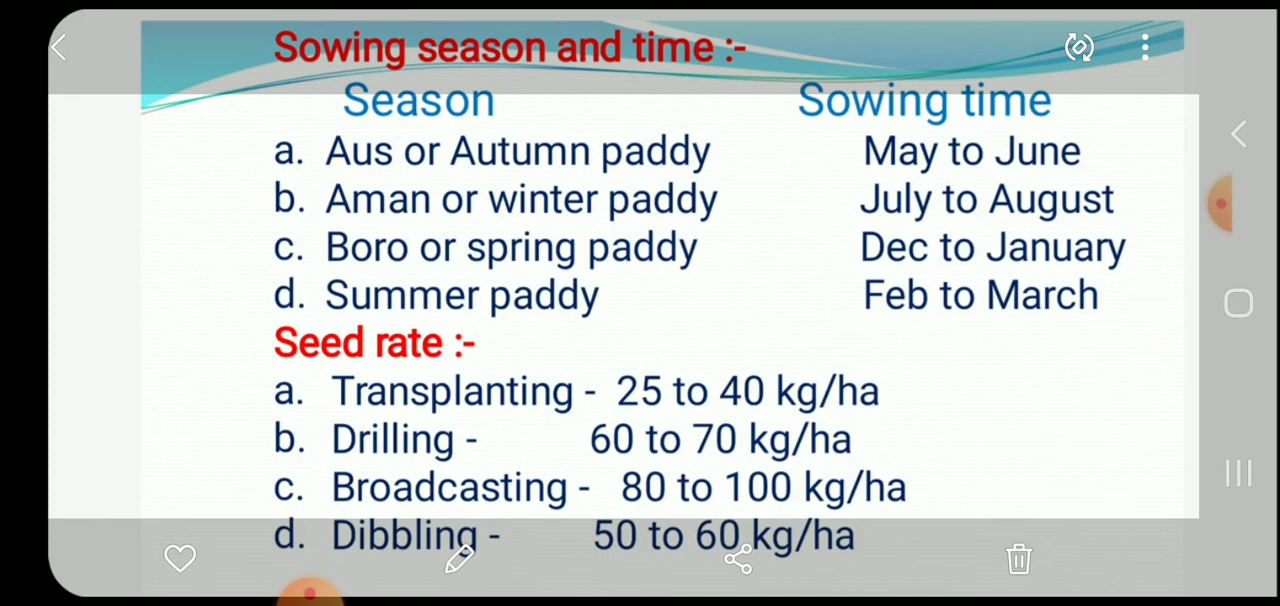 Sowing season and time :-
Season Sowing time
a. Aus or Autumn paddy May to June
b. Aman or winter paddy July to August
c. Boro or spring paddy Dec to January
d. Summer paddy Feb to March
Seed rate :-
a. Transplanting - 25 to 40 kg/ha
b. Drilling - 60 to 70 kg/ha
c. Broadcasting - 80 to 100 kg/ha
d. Dibbling - 50 to 60 kg/ha